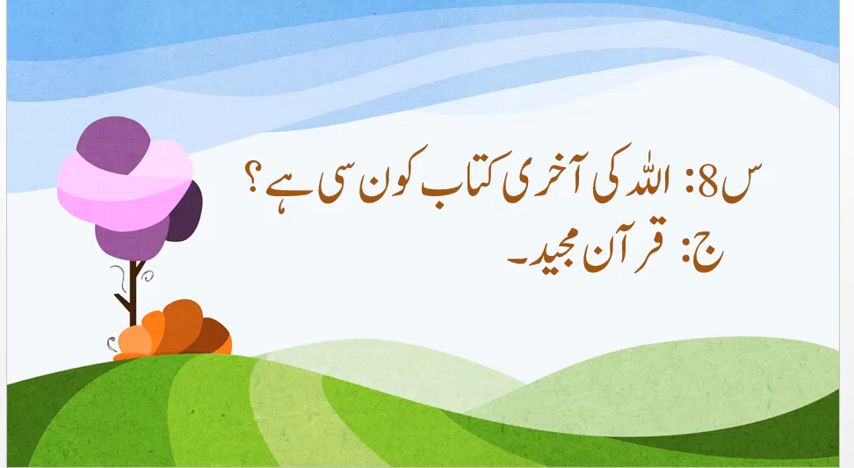 س8: اللہ کی آخری کتاب کون سی ہے؟
ج: قرآن مجید۔